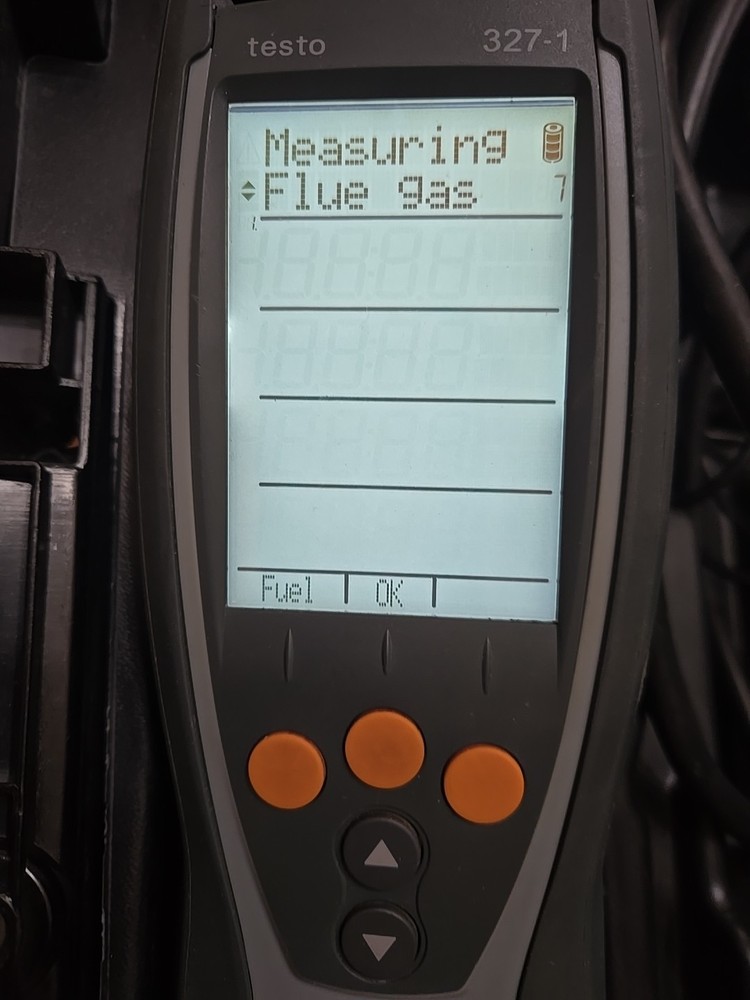 testo 327-1
Measuring
Flue gas 7
Fuel OK